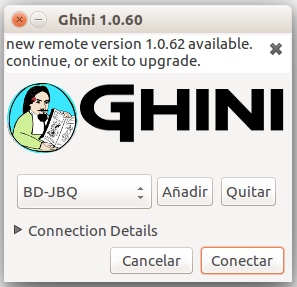 Ghini 1.0.60
new remote version 1.0.62 available.
continue, or exit to upgrade.
GHINI
BD-JBQ
Añadir
Quitar
Connection Details
Cancelar
Conectar